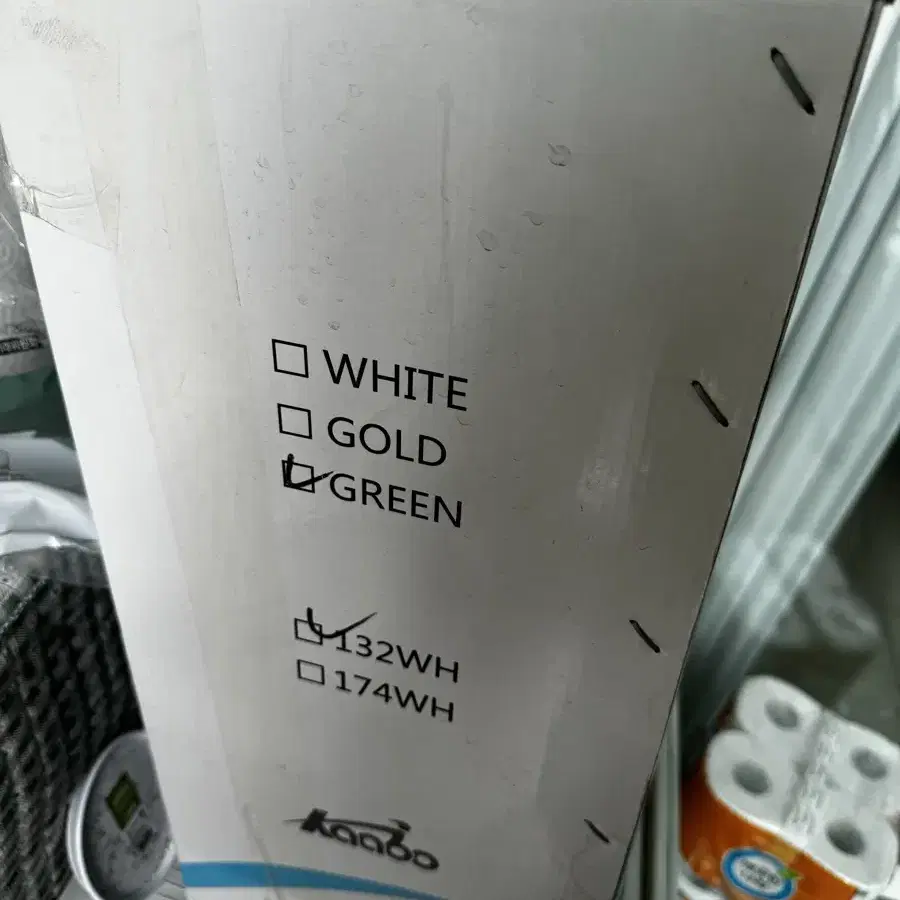 WHITE
GOLD
GREEN
132WH
174WH
kaabo